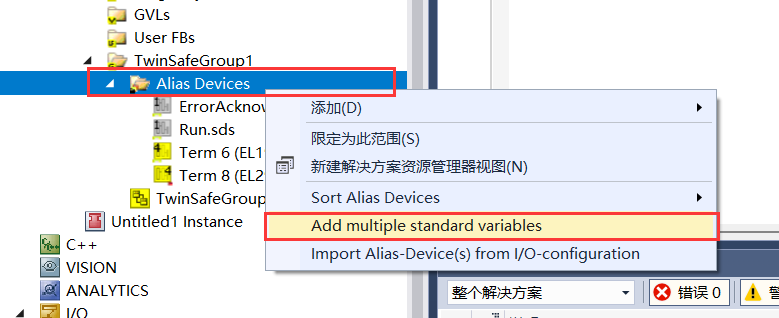 GVLs
User FBs
TwinSafeGroup1
Alias Devices
ErrorAcknow
Run.sds
Term 6 (EL1
Term 8 (EL2
TwinSafeGroup
Untitled1 Instance
C++
VISION
ANALYTICS
I/O
添加(D)
限定为此范围(S)
新建解决方案资源管理器视图(N)
Sort Alias Devices
Add multiple standard variables
Import Alias-Device(s) from I/O-configuration
整个解决方案
错误 0